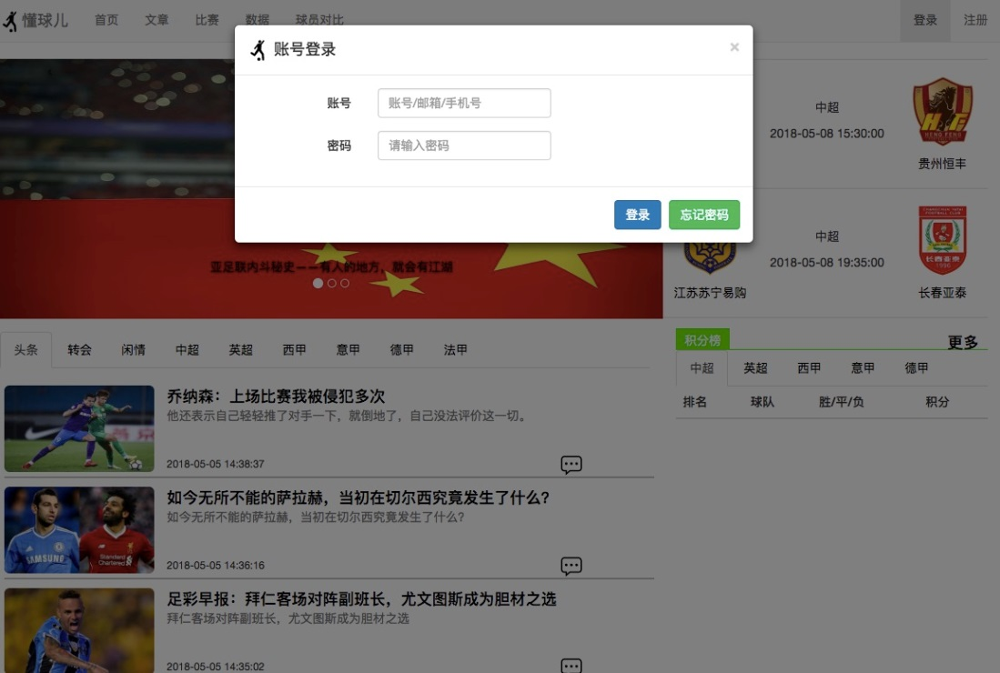 懂球儿 首页 文章 比赛 数据 球员对比 登录 注册
账号登录 ×
账号 账号/邮箱/手机号
密码 请输入密码
登录 忘记密码
中超
2018-05-08 15:30:00
HENG FENG
贵州恒丰
中超
2018-05-08 19:35:00
江苏苏宁易购
长春亚泰
1996
长春亚泰
亚足联内斗秘史——有人的地方，就会有江湖
头条 转会 闲情 中超 英超 西甲 意甲 德甲 法甲
积分榜 更多
中超 英超 西甲 意甲 德甲
排名 球队 胜/平/负 积分
乔纳森：上场比赛我被侵犯多次
他还表示自己轻轻推了对手一下，就倒地了，自己没法评价这一切。
2018-05-05 14:38:37
如今无所不能的萨拉赫，当初在切尔西究竟发生了什么？
如今无所不能的萨拉赫，当初在切尔西究竟发生了什么？
SAMSUNG
Standard
Chartered
2018-05-05 14:36:16
足彩早报：拜仁客场对阵副班长，尤文图斯成为胆材之选
拜仁客场对阵副班长，尤文图斯成为胆材之选
2018-05-05 14:35:02